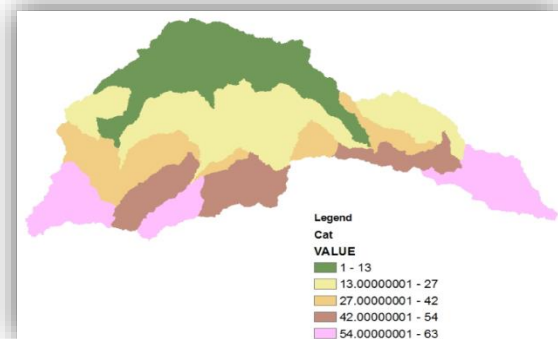 Legend
Cat
VALUE
1 - 13
13.00000001 - 27
27.00000001 - 42
42.00000001 - 54
54.00000001 - 63